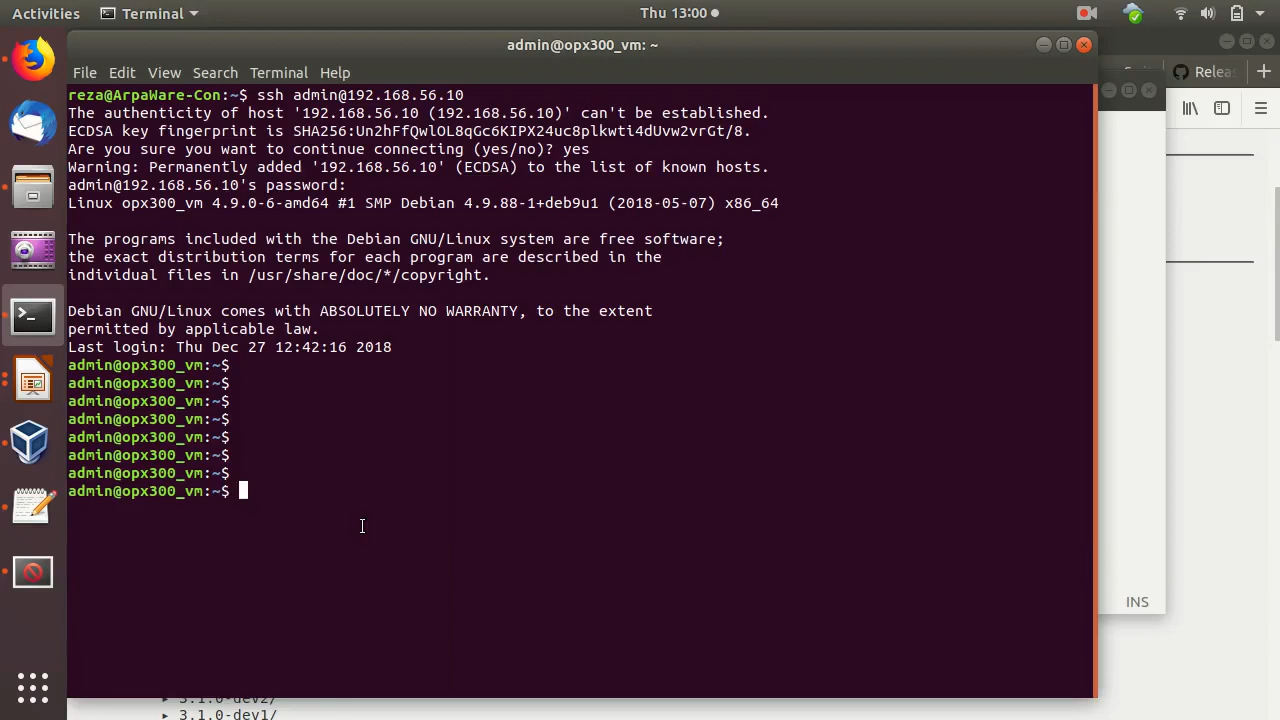 Activities
Terminal
Thu 13:00
admin@opx300_vm: ~
File Edit View Search Terminal Help
Relea
reza@ArpaWare-Con:~$ ssh admin@192.168.56.10
The authenticity of host '192.168.56.10 (192.168.56.10)' can't be established.
ECDSA key fingerprint is SHA256:Un2hFfQwlOL8qGc6KIPX24uc8plkwti4dUvw2vrGt/8.
Are you sure you want to continue connecting (yes/no)? yes
Warning: Permanently added '192.168.56.10' (ECDSA) to the list of known hosts.
admin@192.168.56.10's password:
Linux opx300_vm 4.9.0-6-amd64 #1 SMP Debian 4.9.88-1+deb9u1 (2018-05-07) x86_64
The programs included with the Debian GNU/Linux system are free software;
the exact distribution terms for each program are described in the
individual files in /usr/share/doc/*/copyright.
Debian GNU/Linux comes with ABSOLUTELY NO WARRANTY, to the extent
permitted by applicable law.
Last login: Thu Dec 27 12:42:16 2018
admin@opx300_vm:~$
admin@opx300_vm:~$
admin@opx300_vm:~$
admin@opx300_vm:~$
admin@opx300_vm:~$
admin@opx300_vm:~$
admin@opx300_vm:~$
admin@opx300_vm:~$
INS
3.1.0-dev2/
3.1.0-dev1/